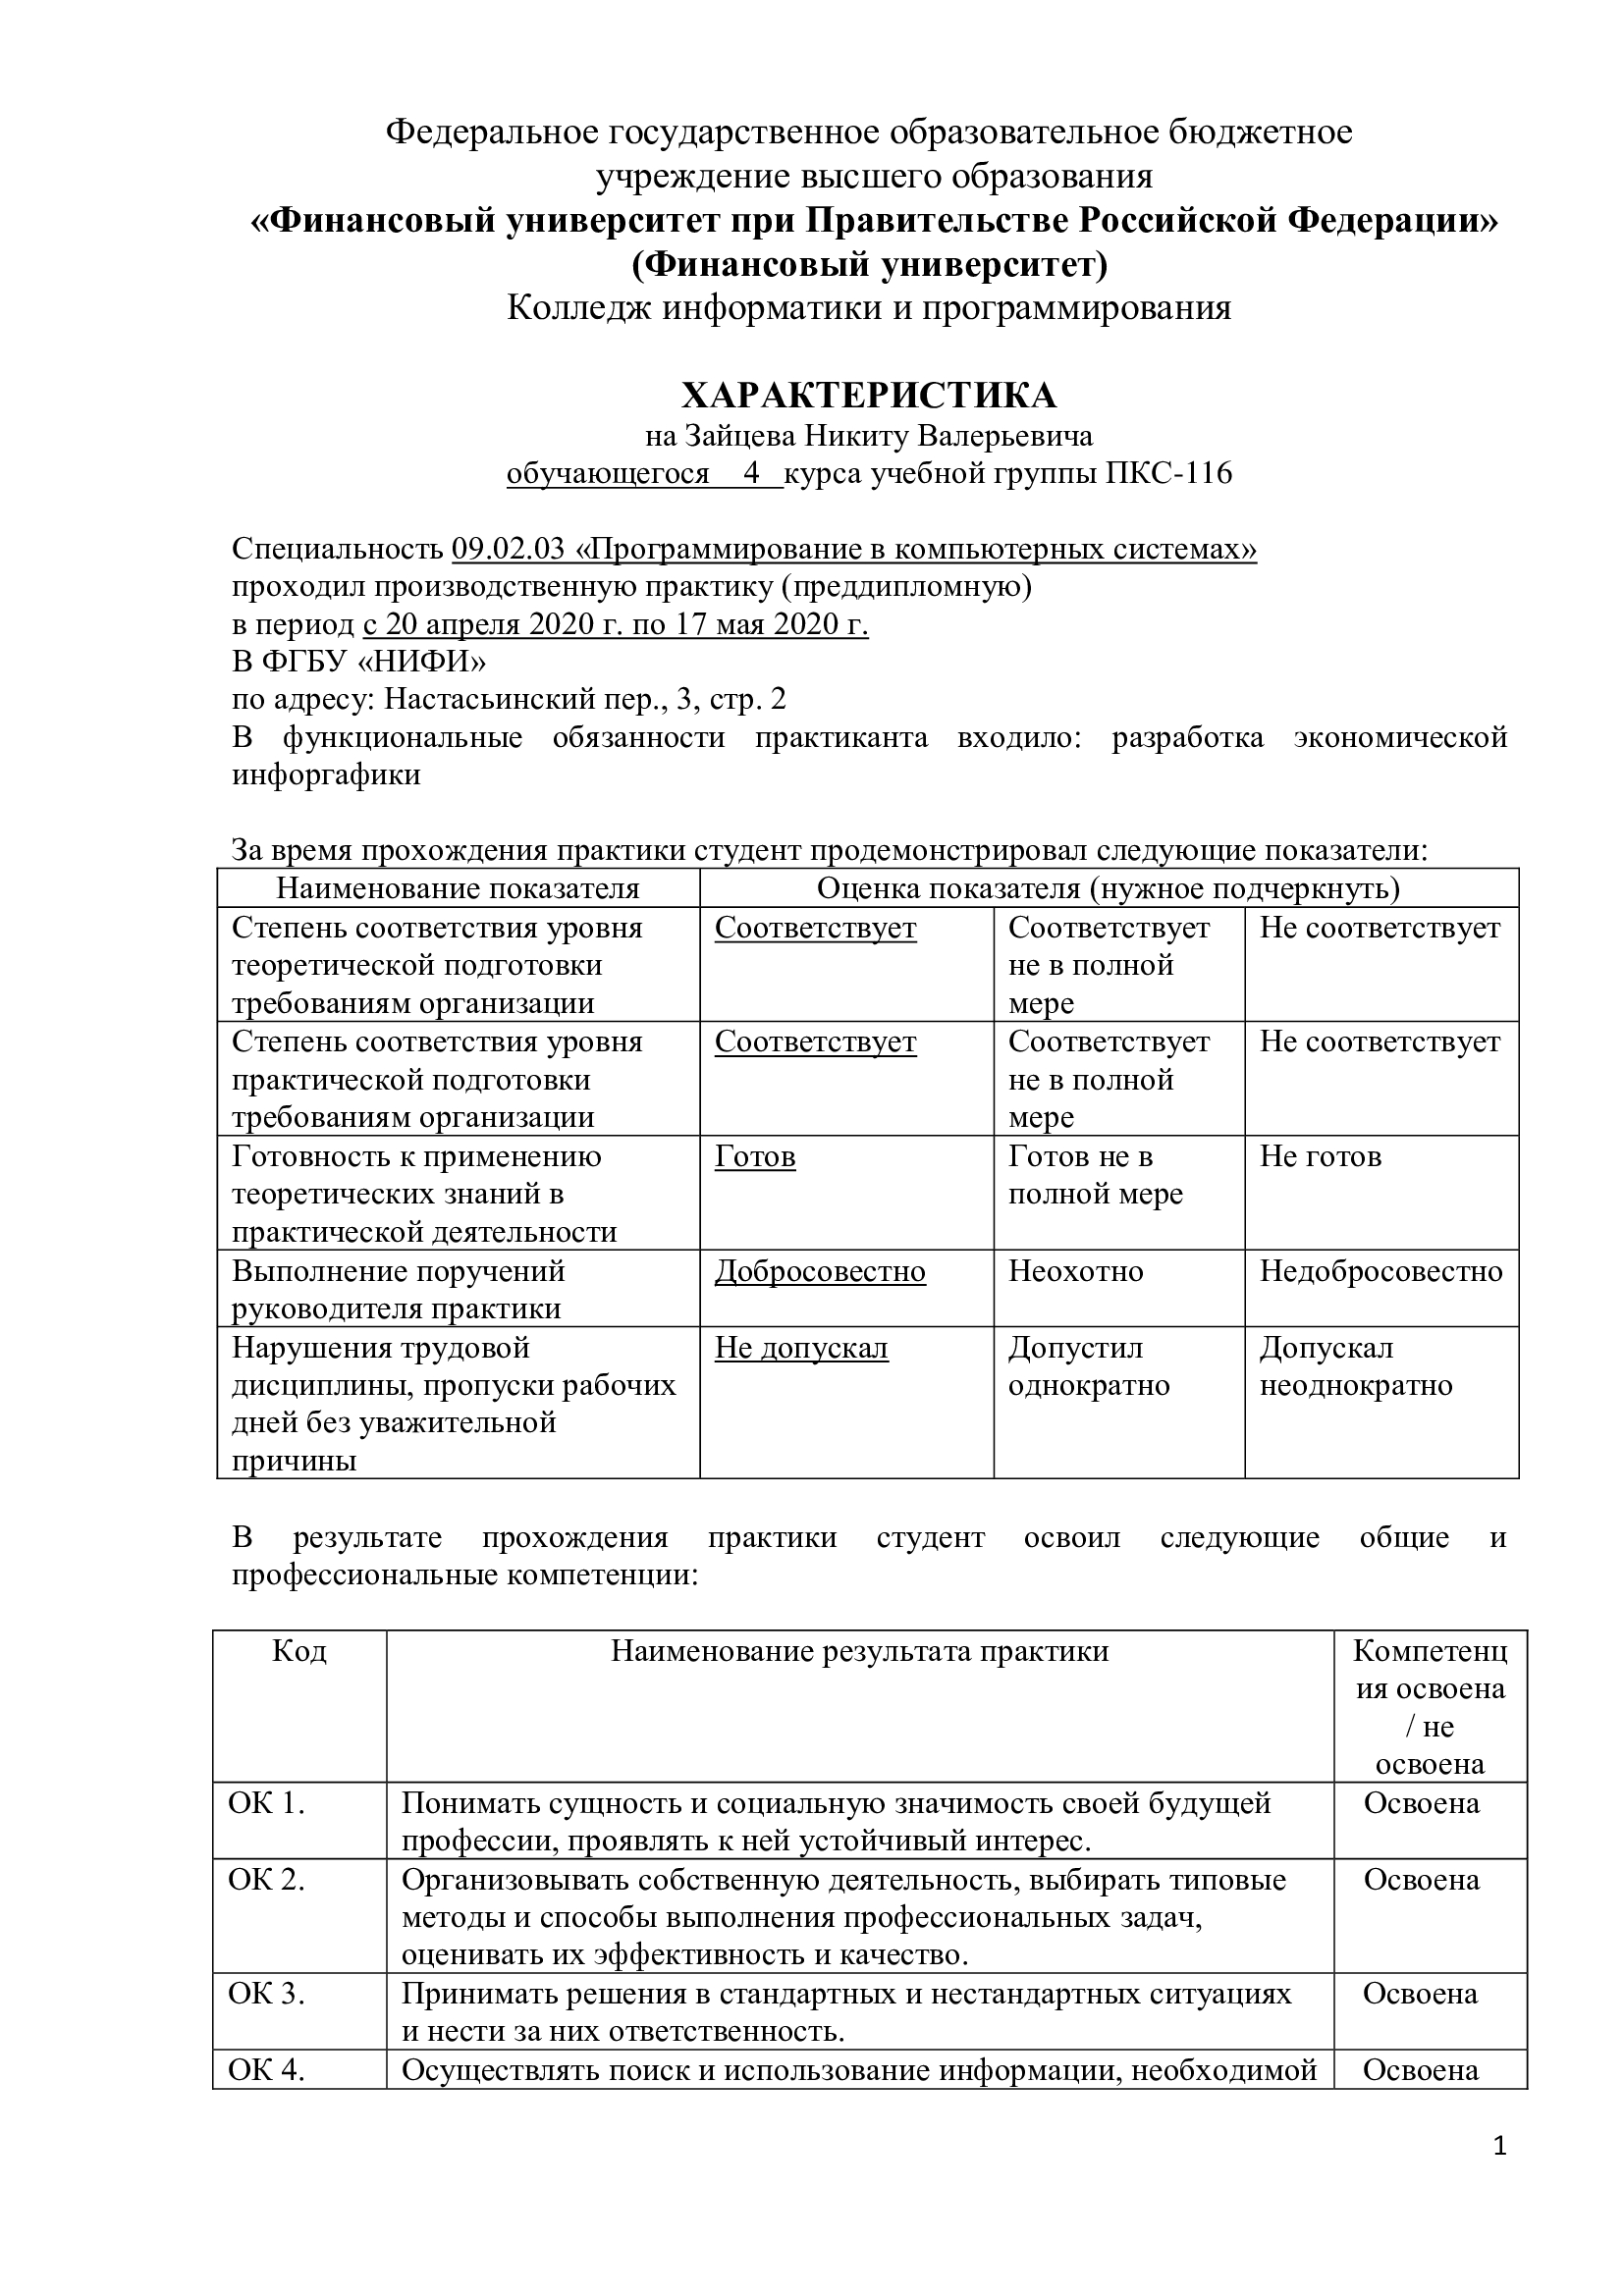 Федеральное государственное образовательное бюджетное
учреждение высшего образования
«Финансовый университет при Правительстве Российской Федерации»
(Финансовый университет)
Колледж информатики и программирования
ХАРАКТЕРИСТИКА
на Зайцева Никиту Валерьевича
обучающегося 4 курса учебной группы ПКС-116
Специальность 09.02.03 «Программирование в компьютерных системах»
проходил производственную практику (преддипломную)
в период с 20 апреля 2020 г. по 17 мая 2020 г.
В ФГБУ «НИФИ»
по адресу: Настасьинский пер., 3, стр. 2
В функциональные обязанности практиканта входило: разработка экономической
инфоргафики
За время прохождения практики студент продемонстрировал следующие показатели:
Наименование показателя Оценка показателя (нужное подчеркнуть)
Степень соответствия уровня Соответствует Соответствует Не соответствует
теоретической подготовки не в полной
требованиям организации мере
Степень соответствия уровня Соответствует Соответствует Не соответствует
практической подготовки не в полной
требованиям организации мере
Готовность к применению Готов Готов не в Не готов
теоретических знаний в полной мере
практической деятельности
Выполнение поручений Добросовестно Неохотно Недобросовестно
руководителя практики
Нарушения трудовой Не допускал Допустил Допускал
дисциплины, пропуски рабочих однократно неоднократно
дней без уважительной
причины
В результате прохождения практики студент освоил следующие общие и
профессиональные компетенции:
Код Наименование результата практики Компетенц
ия освоена
/ не
освоена
ОК 1. Понимать сущность и социальную значимость своей будущей Освоена
профессии, проявлять к ней устойчивый интерес.
ОК 2. Организовывать собственную деятельность, выбирать типовые Освоена
методы и способы выполнения профессиональных задач,
оценивать их эффективность и качество.
ОК 3. Принимать решения в стандартных и нестандартных ситуациях Освоена
и нести за них ответственность.
ОК 4. Осуществлять поиск и использование информации, необходимой Освоена
1